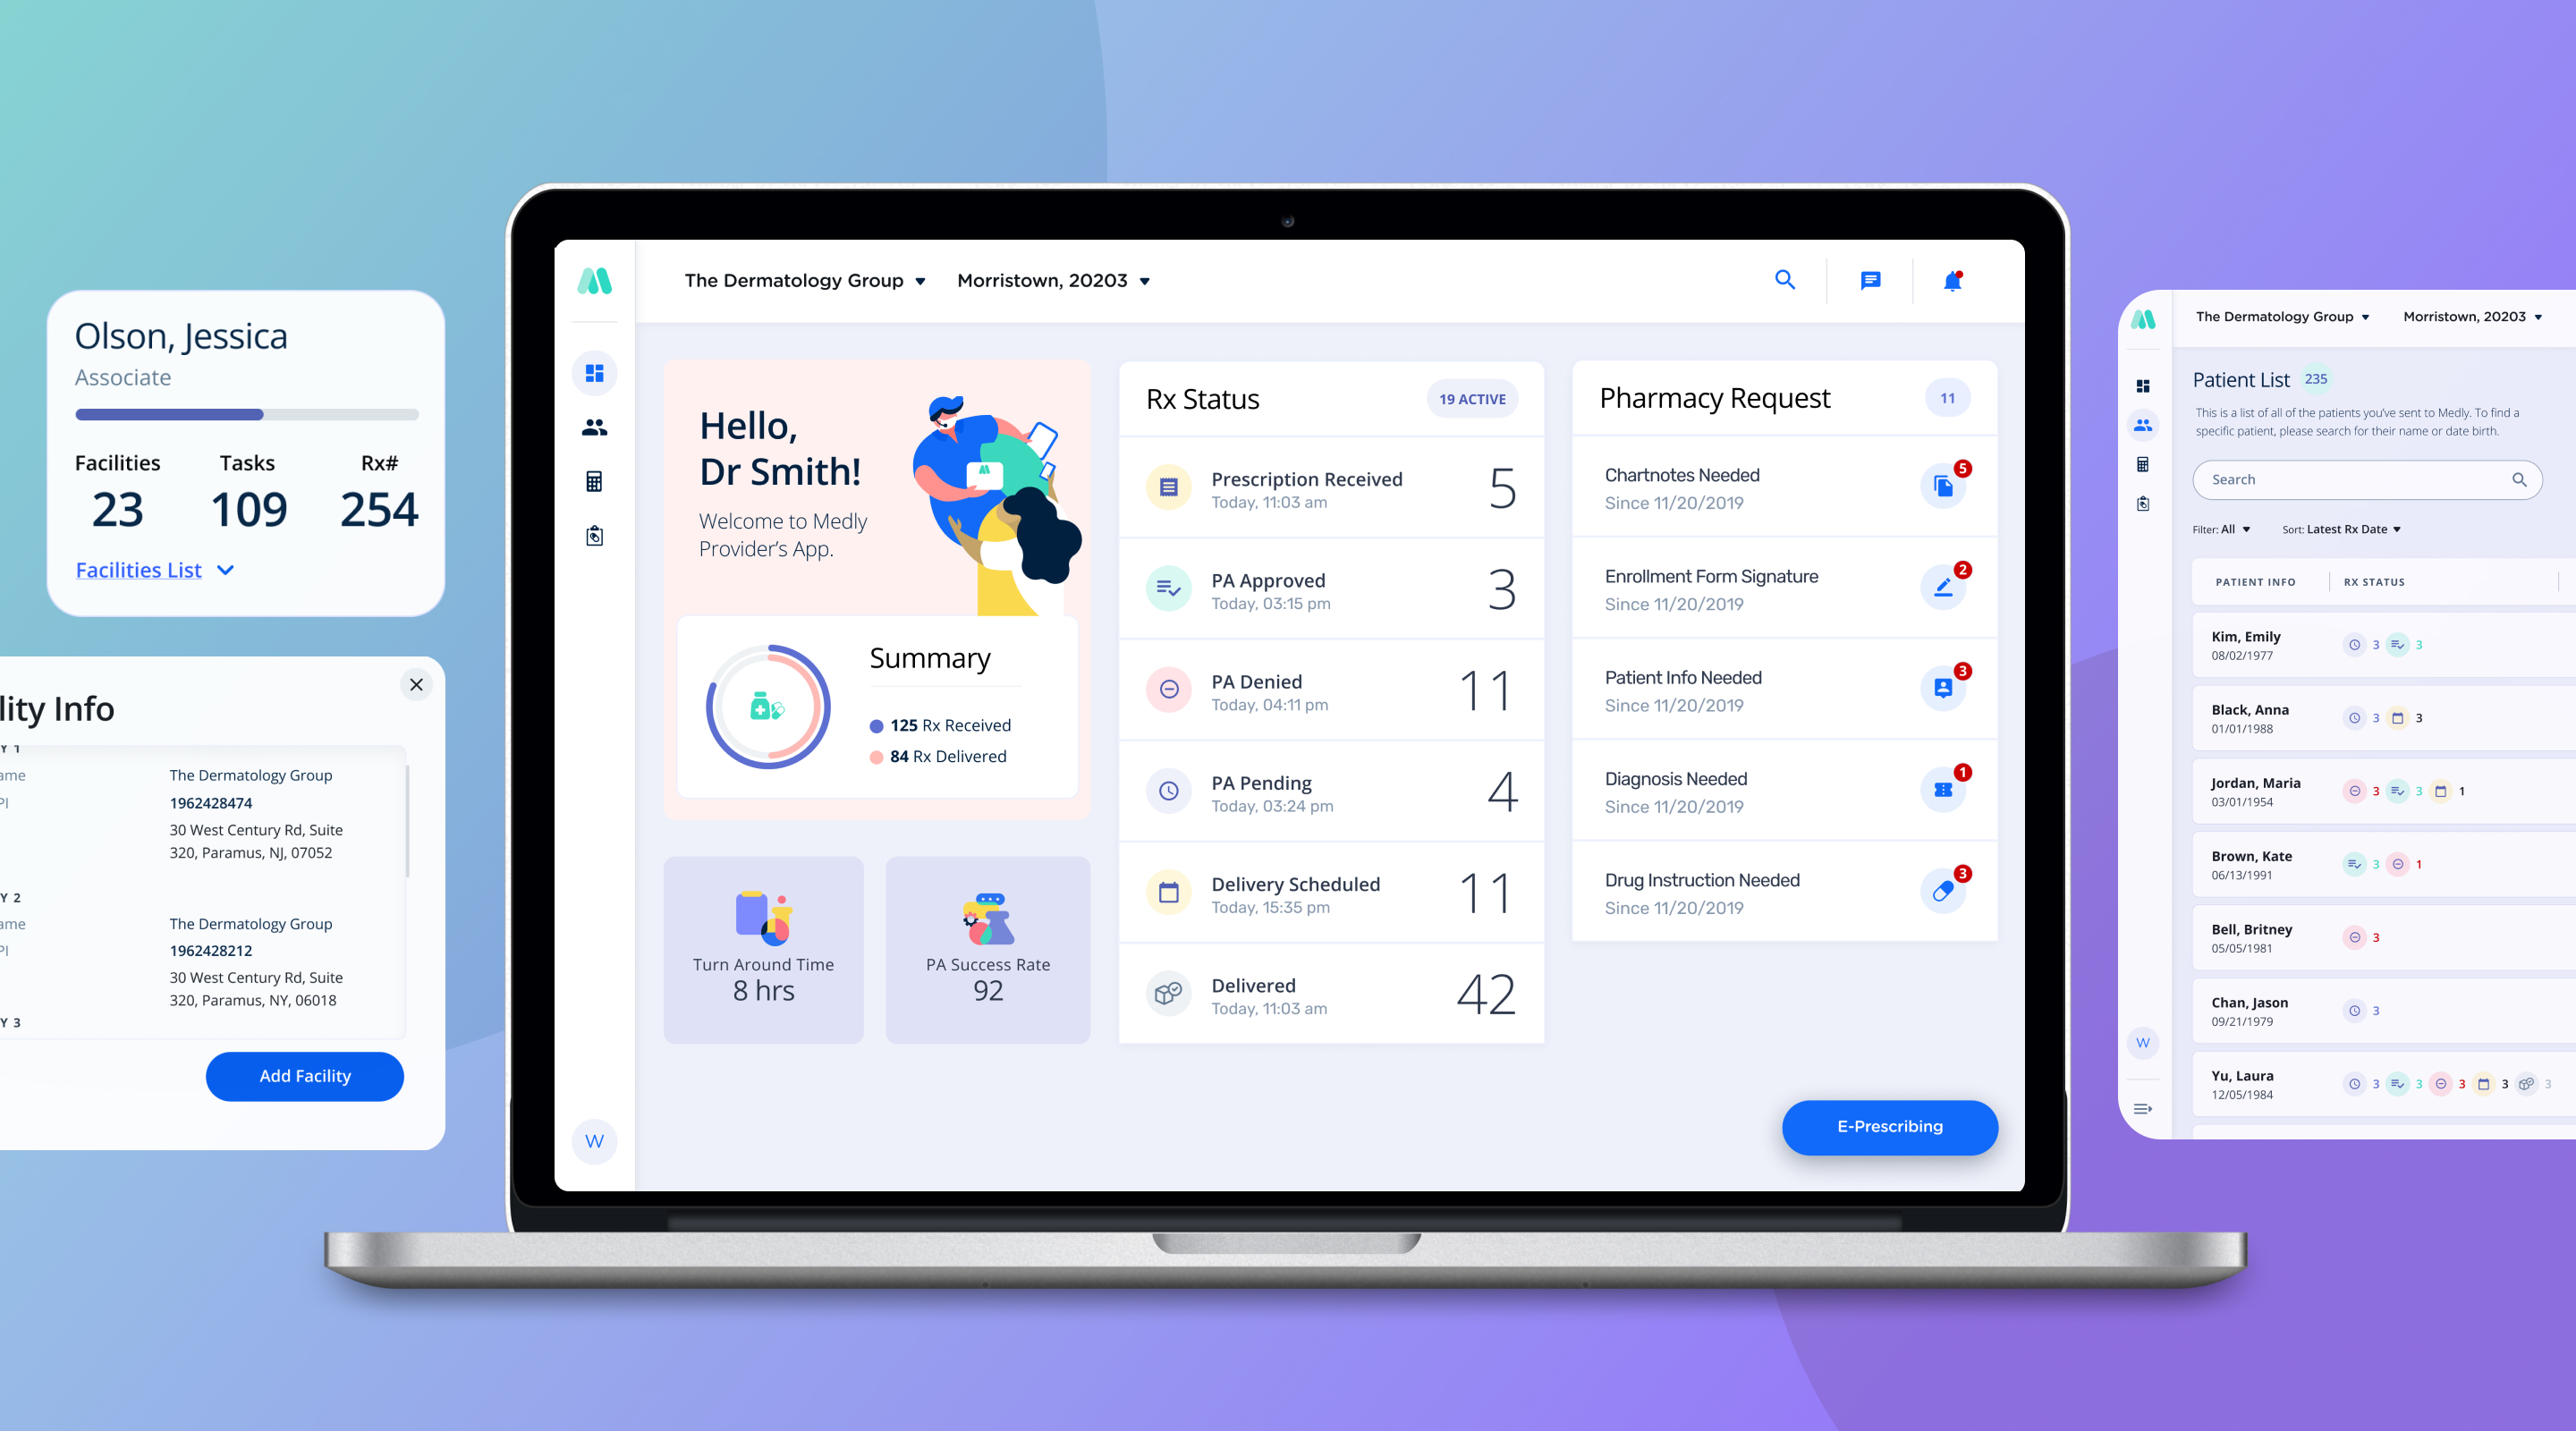 Olson, Jessica
Associate
Facilities Tasks Rx#
23 109 254
Facilities List
lity Info
Y 1
ame The Dermatology Group
PI 1962428474
30 West Century Rd, Suite
320, Paramus, NJ, 07052
Y 2
ame The Dermatology Group
PI 1962428212
30 West Century Rd, Suite
320, Paramus, NY, 06018
Y 3
Add Facility
The Dermatology Group Morristown, 20203
Hello,
Dr Smith!
Welcome to Medly
Provider's App.
Summary
125 Rx Received
84 Rx Delivered
Turn Around Time
8 hrs
PA Success Rate
92
W
Rx Status 19 ACTIVE
Prescription Received 5
Today, 11:03 am
PA Approved 3
Today, 03:15 pm
PA Denied 11
Today, 04:11 pm
PA Pending 4
Today, 03:24 pm
Delivery Scheduled 11
Today, 15:35 pm
Delivered 42
Today, 11:03 am
Pharmacy Request 11
Chartnotes Needed 5
Since 11/20/2019
Enrollment Form Signature 2
Since 11/20/2019
Patient Info Needed 3
Since 11/20/2019
Diagnosis Needed 1
Since 11/20/2019
Drug Instruction Needed 3
Since 11/20/2019
E-Prescribing
The Dermatology Group Morristown, 20203
Patient List 235
This is a list of all of the patients you've sent to Medly. To find a
specific patient, please search for their name or date birth.
Search
Filter: All Sort: Latest Rx Date
PATIENT INFO RX STATUS
Kim, Emily 3 3
08/02/1977
Black, Anna 3 3
01/01/1988
Jordan, Maria 3 3 1
03/01/1954
Brown, Kate 3 1
06/13/1991
Bell, Britney 3
05/05/1981
Chan, Jason 3
09/21/1979
Yu, Laura 3 3 3 3 3
12/05/1984
W